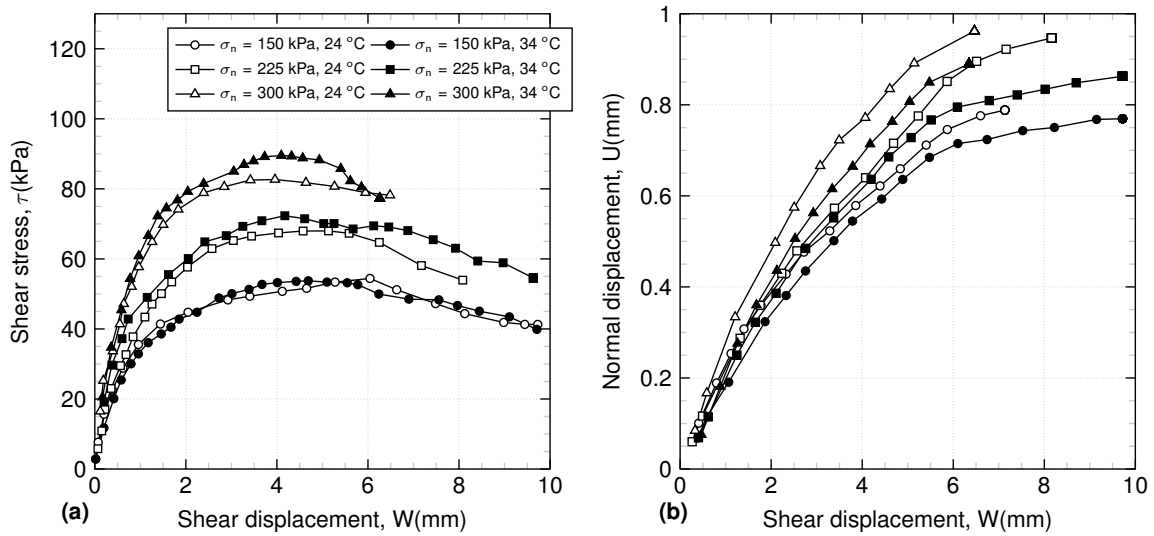 120
100
80
60
40
20
0
Shear stress, τ(kPa)
σn = 150 kPa, 24 °C
σn = 150 kPa, 34 °C
σn = 225 kPa, 24 °C
σn = 225 kPa, 34 °C
σn = 300 kPa, 24 °C
σn = 300 kPa, 34 °C
0 2 4 6 8 10
(a)
Shear displacement, W(mm)
1
0.8
0.6
0.4
0.2
0
Normal displacement, U(mm)
0 2 4 6 8 10
(b)
Shear displacement, W(mm)